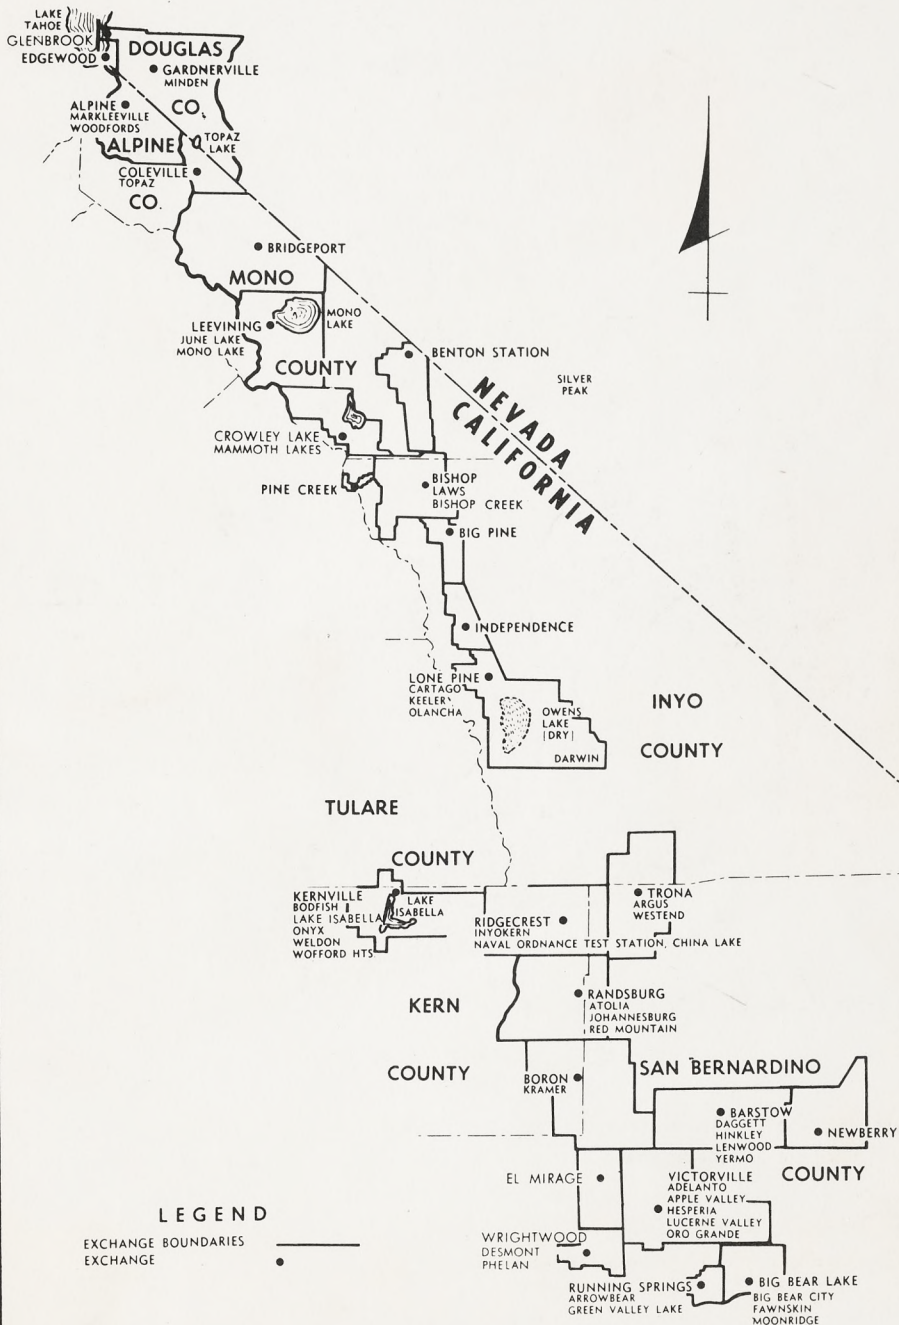 LAKE
TAHOE
GLENBROOK
EDGEWOOD
DOUGLAS
GARDNERVILLE
MINDEN
CO.
ALPINE
MARKLEEVILLE
WOODFORDS
ALPINE
TOPAZ
LAKE
COLEVILLE
TOPAZ
CO.
BRIDGEPORT
MONO
LEEVINING
JUNE LAKE
MONO LAKE
MONO
LAKE
COUNTY
BENTON STATION
SILVER
PEAK
NEVADA
CALIFORNIA
CROWLEY LAKE
MAMMOTH LAKES
PINE CREEK
BISHOP
LAWS
BISHOP CREEK
BIG PINE
INDEPENDENCE
LONE PINE
CARTAGO
KEELER
OLANCHA
OWENS
LAKE
(DRY)
DARWIN
INYO
COUNTY
TULARE
COUNTY
KERNVILLE
BODFISH
LAKE ISABELLA
ONYX
WELDON
WOFFORD HTS
LAKE
ISABELLA
RIDGECREST
INYOKERN
NAVAL ORDNANCE TEST STATION, CHINA LAKE
TRONA
ARGUS
WESTEND
KERN
COUNTY
RANDSBURG
ATOLIA
JOHANNESBURG
RED MOUNTAIN
BORON
KRAMER
SAN BERNARDINO
COUNTY
BARSTOW
DAGGETT
HINKLEY
LENWOOD
YERMO
NEWBERRY
EL MIRAGE
VICTORVILLE
ADELANTO
APPLE VALLEY
HESPERIA
LUCERNE VALLEY
ORO GRANDE
WRIGHTWOOD
DESMONT
PHELAN
RUNNING SPRINGS
ARROWBEAR
GREEN VALLEY LAKE
BIG BEAR LAKE
BIG BEAR CITY
FAWNSKIN
MOONRIDGE
LEGEND
EXCHANGE BOUNDARIES
EXCHANGE